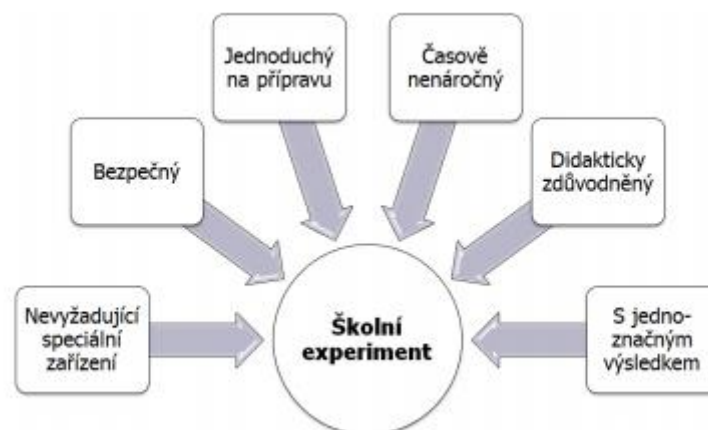 Jednoduchý
na přípravu
Časově
nenáročný
Bezpečný
Didakticky
zdůvodněný
Nevyžadující
speciální
zařízení
Školní
experiment
S jedno-
značným
výsledkem